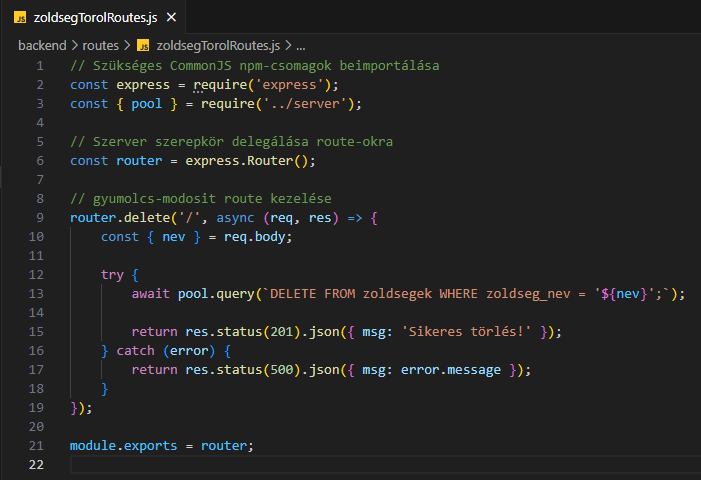 JS zoldsegTorolRoutes.js ×
backend > routes > JS zoldsegTorolRoutes.js > ...
1 // Szükséges CommonJS npm-csomagok beimportálása
2 const express = require('express');
3 const { pool } = require('../server');
4
5 // Szerver szerepkör delegálása route-okra
6 const router = express.Router();
7
8 // gyumolcs-modosit route kezelése
9 router.delete('/', async (req, res) => {
10     const { nev } = req.body;
11
12     try {
13         await pool.query(`DELETE FROM zoldsegek WHERE zoldseg_nev = '${nev}';`);
14
15         return res.status(201).json({ msg: 'Sikeres törlés!' });
16     } catch (error) {
17         return res.status(500).json({ msg: error.message });
18     }
19 });
20
21 module.exports = router;
22